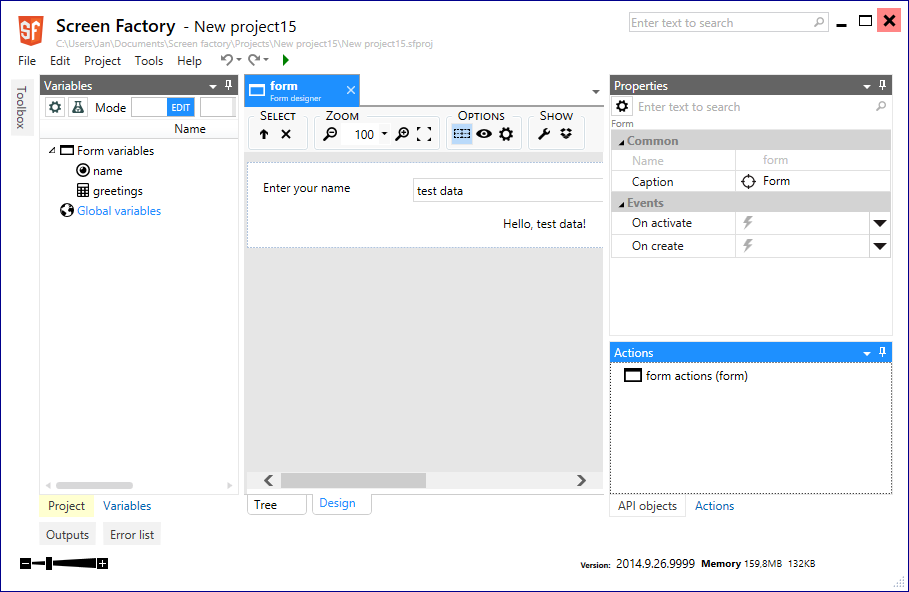 SF
Screen Factory - New project15
C:\Users\Jan\Documents\Screen factory\Projects\New project15\New project15.sfproj
Enter text to search
File Edit Project Tools Help
Toolbox
Variables
Mode EDIT
Name
Form variables
name
greetings
Global variables
form
Form designer
SELECT ZOOM OPTIONS SHOW
100
Enter your name
test data
Hello, test data!
Tree Design
Properties
Enter text to search
Form
Common
Name form
Caption Form
Events
On activate
On create
Actions
form actions (form)
API objects Actions
Project Variables
Outputs Error list
Version: 2014.9.26.9999 Memory 159,8MB 132KB